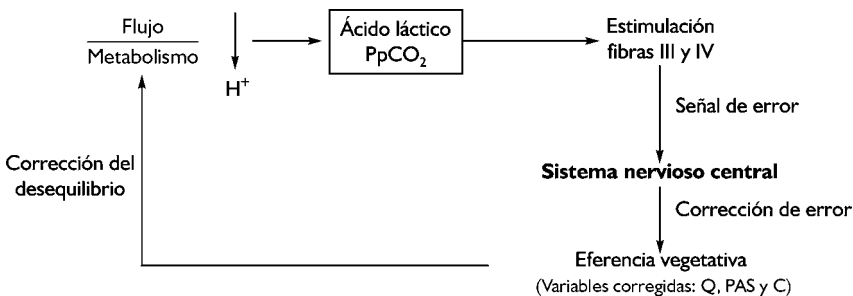 Flujo
Metabolismo
H+
Ácido láctico
PpCO₂
Estimulación
fibras III y IV
Señal de error
Sistema nervioso central
Corrección de error
Eferencia vegetativa
(Variables corregidas: Q, PAS y C)
Corrección del
desequilibrio